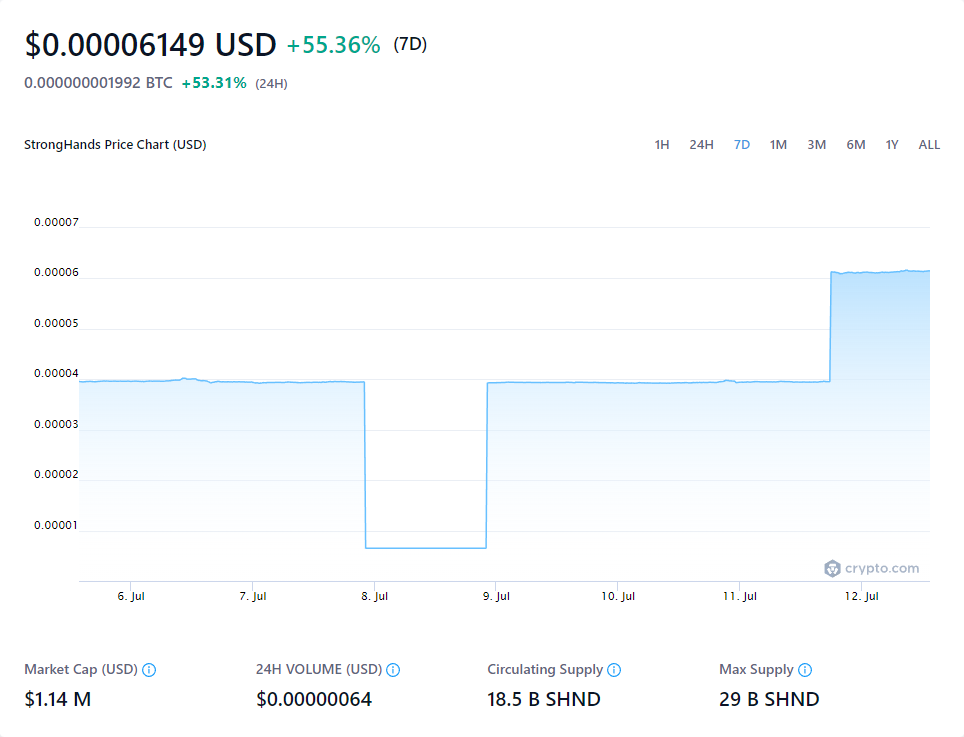 $0.00006149 USD +55.36% (7D)
0.000000001992 BTC +53.31% (24H)
StrongHands Price Chart (USD) 1H 24H 7D 1M 3M 6M 1Y ALL
0.00007
0.00006
0.00005
0.00004
0.00003
0.00002
0.00001
crypto.com
6. Jul 7. Jul 8. Jul 9. Jul 10. Jul 11. Jul 12. Jul
Market Cap (USD) 24H VOLUME (USD) Circulating Supply Max Supply
$1.14 M $0.00000064 18.5 B SHND 29 B SHND